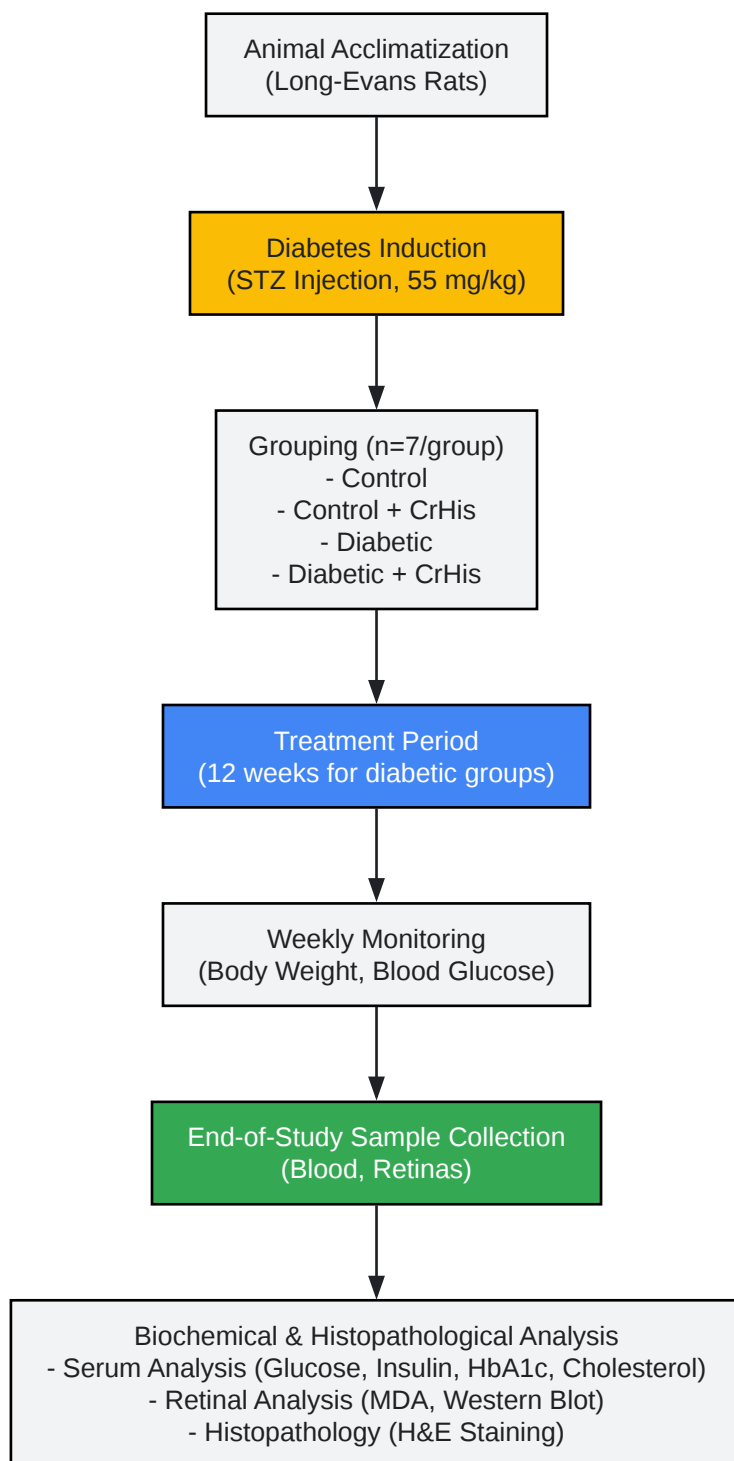 Animal Acclimatization
(Long-Evans Rats)
Diabetes Induction
(STZ Injection, 55 mg/kg)
Grouping (n=7/group)
- Control
- Control + CrHis
- Diabetic
- Diabetic + CrHis
Treatment Period
(12 weeks for diabetic groups)
Weekly Monitoring
(Body Weight, Blood Glucose)
End-of-Study Sample Collection
(Blood, Retinas)
Biochemical & Histopathological Analysis
- Serum Analysis (Glucose, Insulin, HbA1c, Cholesterol)
- Retinal Analysis (MDA, Western Blot)
- Histopathology (H&E Staining)